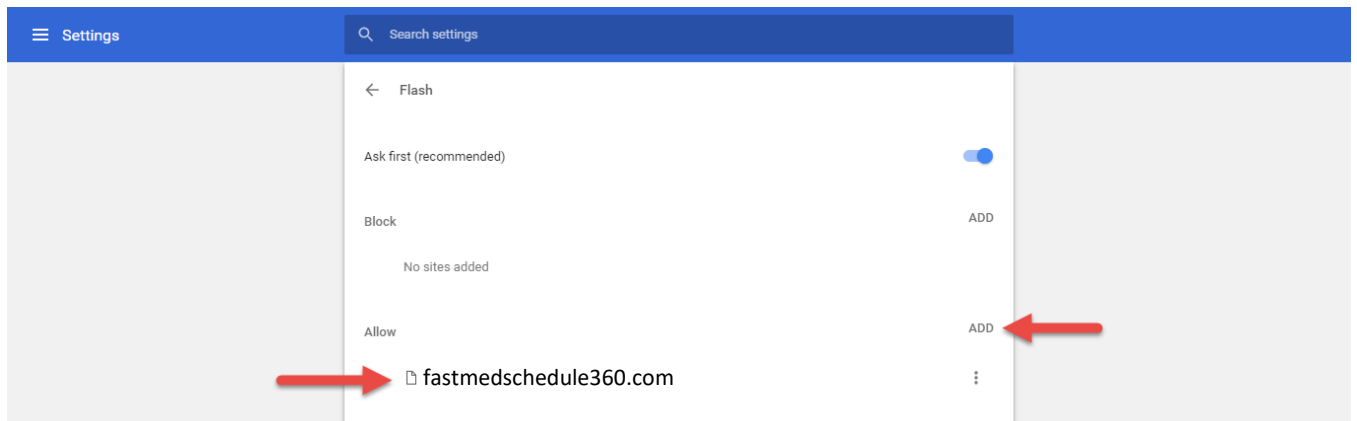 Settings
Search settings
Flash
Ask first (recommended)
Block ADD
No sites added
Allow ADD
fastmedschedule360.com